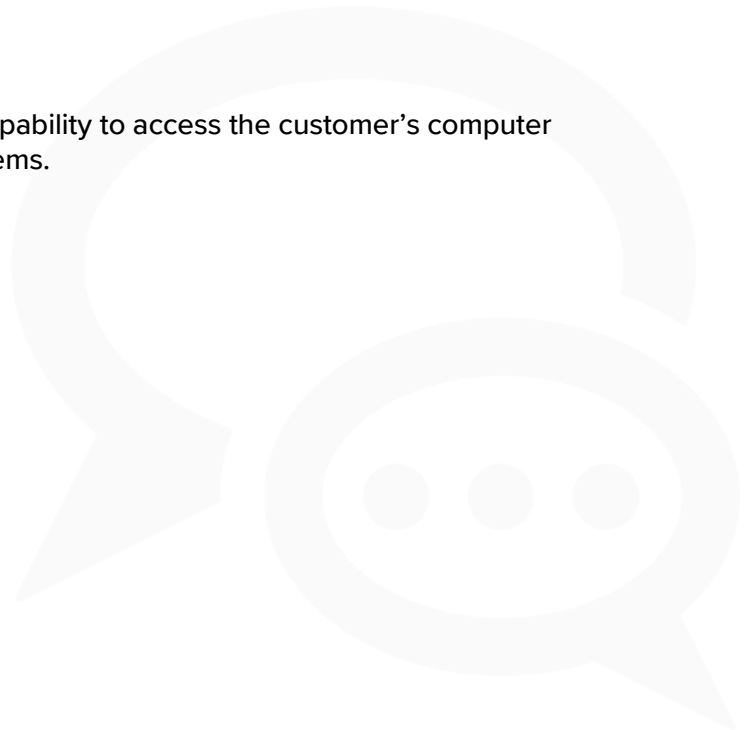 pability to access the customer’s computer
ems.